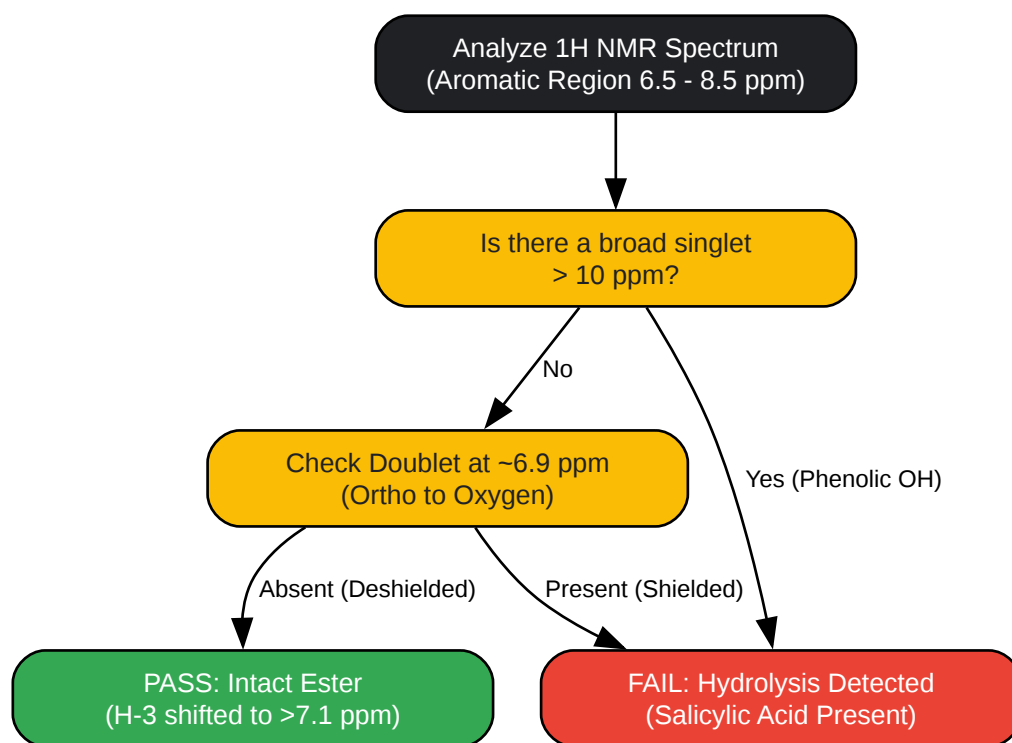 Analyze 1H NMR Spectrum
(Aromatic Region 6.5 - 8.5 ppm)
Is there a broad singlet
> 10 ppm?
No
Yes (Phenolic OH)
Check Doublet at ~6.9 ppm
(Ortho to Oxygen)
Absent (Deshielded)
Present (Shielded)
PASS: Intact Ester
(H-3 shifted to >7.1 ppm)
FAIL: Hydrolysis Detected
(Salicylic Acid Present)